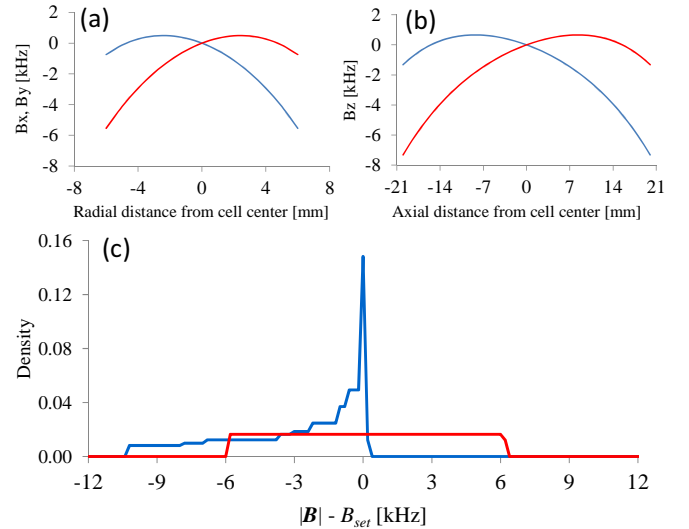 (a)
Bx, By [kHz]
2
0
-2
-4
-6
-8
-8 -4 0 4 8
Radial distance from cell center [mm]
(b)
Bz [kHz]
2
0
-2
-4
-6
-8
-21 -14 -7 0 7 14 21
Axial distance from cell center [mm]
(c)
Density
0.16
0.12
0.08
0.04
0.00
-12 -9 -6 -3 0 3 6 9 12
|B| - Bset [kHz]